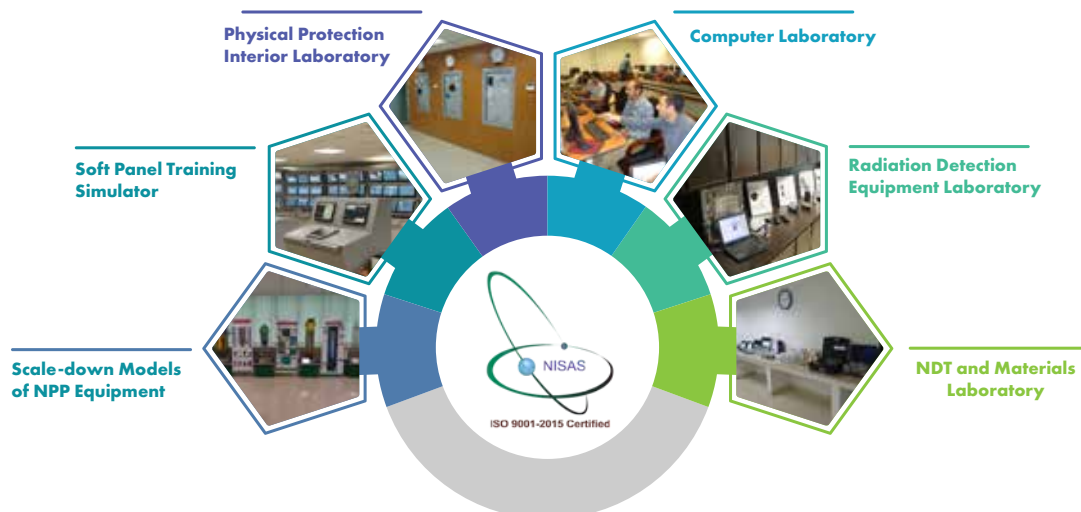 Physical Protection
Interior Laboratory
Computer Laboratory
Soft Panel Training
Simulator
Radiation Detection
Equipment Laboratory
Scale-down Models
of NPP Equipment
NDT and Materials
Laboratory
NISAS
ISO 9001-2015 Certified